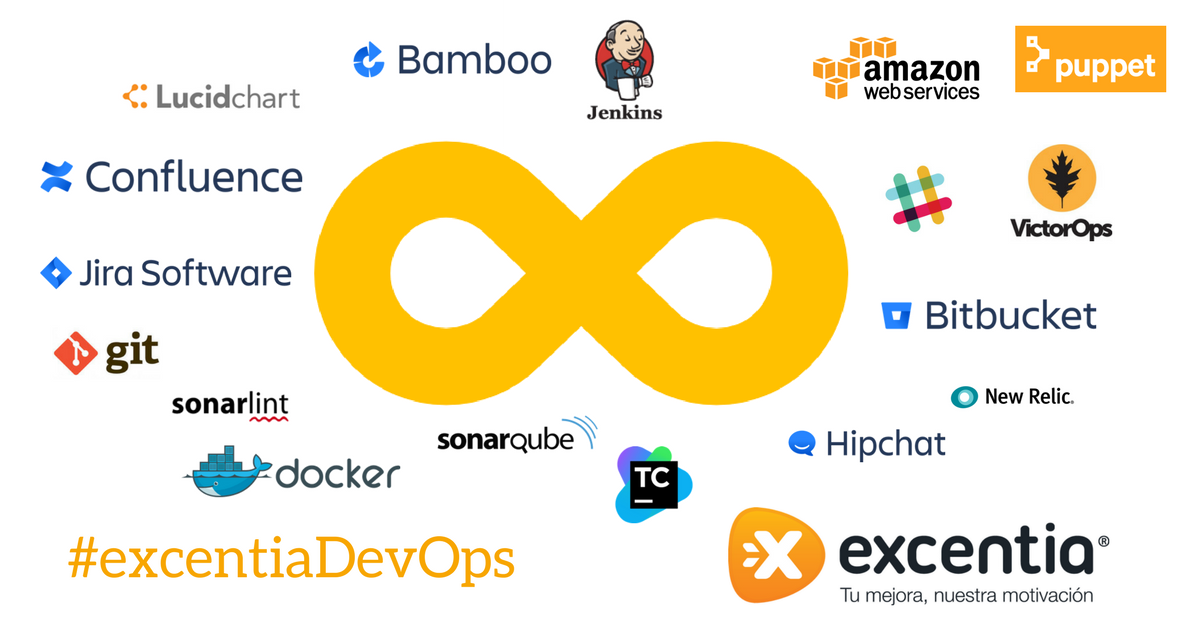 Bamboo
Jenkins
amazon
web services
puppet
Lucidchart
Confluence
VictorOps
Jira Software
Bitbucket
git
sonarlint
New Relic.
sonarqube
Hipchat
docker
TC
#excentiaDevOps
excentia®
Tu mejora, nuestra motivación